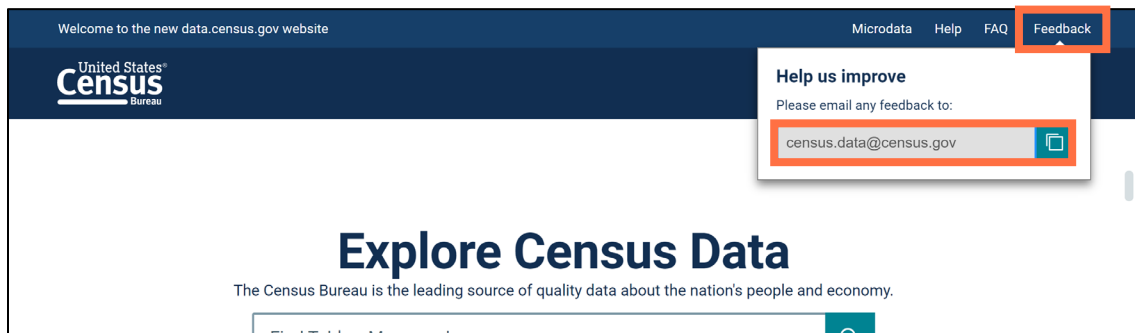 Welcome to the new data.census.gov website
Microdata Help FAQ Feedback
United States®
Census
Bureau
Help us improve
Please email any feedback to:
census.data@census.gov
Explore Census Data
The Census Bureau is the leading source of quality data about the nation's people and economy.